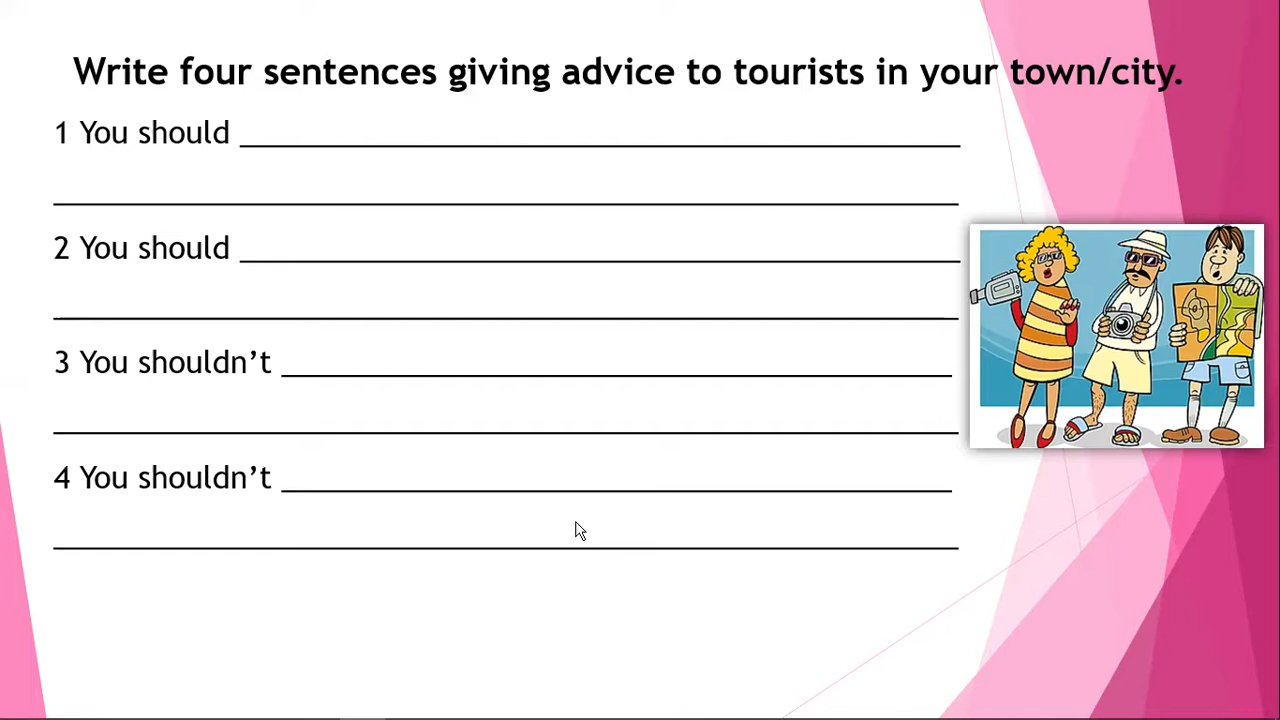 Write four sentences giving advice to tourists in your town/city.
1 You should
2 You should
3 You shouldn’t
4 You shouldn’t